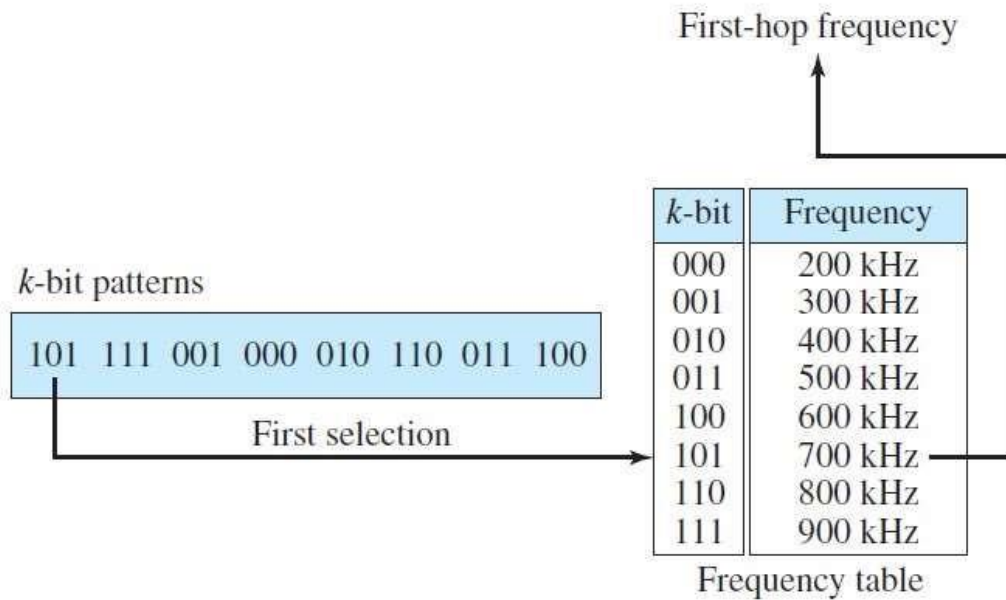 First-hop frequency
k-bit patterns
101 111 001 000 010 110 011 100
First selection
k-bit Frequency
000 200 kHz
001 300 kHz
010 400 kHz
011 500 kHz
100 600 kHz
101 700 kHz
110 800 kHz
111 900 kHz
Frequency table